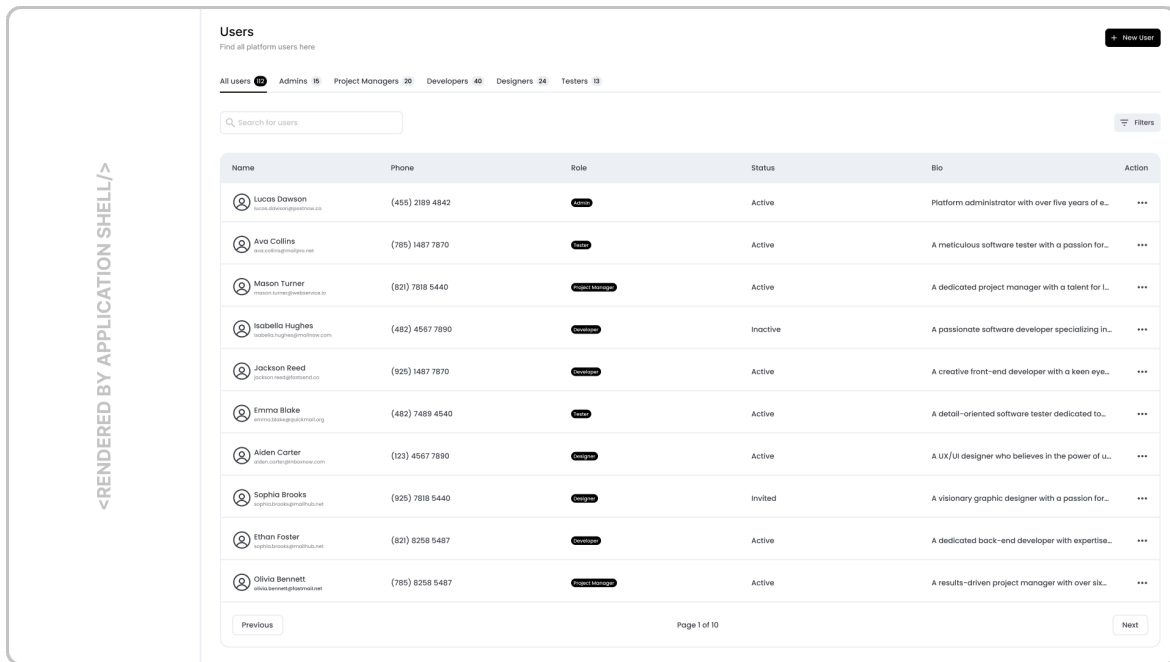 <RENDERED BY APPLICATION SHELL/>
Users
Find all platform users here
+ New User
All users 112 Admins 15 Project Managers 20 Developers 40 Designers 24 Testers 13
Search for users
Filters
Name Phone Role Status Bio Action
Lucas Dawson
lucas.dawson@postnow.co
(455) 2189 4842 Admin Active Platform administrator with over five years of e... •••
Ava Collins
ava.collins@mailpro.net
(785) 1487 7870 Tester Active A meticulous software tester with a passion for... •••
Mason Turner
mason.turner@webservice.io
(821) 7818 5440 Project Manager Active A dedicated project manager with a talent for l... •••
Isabella Hughes
isabella.hughes@mailnow.com
(482) 4567 7890 Developer Inactive A passionate software developer specializing in... •••
Jackson Reed
jackson.reed@fastsend.co
(925) 1487 7870 Developer Active A creative front-end developer with a keen eye... •••
Emma Blake
emma.blake@quickmail.org
(482) 7489 4540 Tester Active A detail-oriented software tester dedicated to... •••
Aiden Carter
aiden.carter@inboxnow.com
(123) 4567 7890 Designer Active A UX/UI designer who believes in the power of u... •••
Sophia Brooks
sophia.brooks@mailhub.net
(925) 7818 5440 Designer Invited A visionary graphic designer with a passion for... •••
Ethan Foster
sophia.brooks@mailhub.net
(821) 8258 5487 Developer Active A dedicated back-end developer with expertise... •••
Olivia Bennett
olivia.bennett@fastmail.net
(785) 8258 5487 Project Manager Active A results-driven project manager with over six... •••
Previous Page 1 of 10 Next